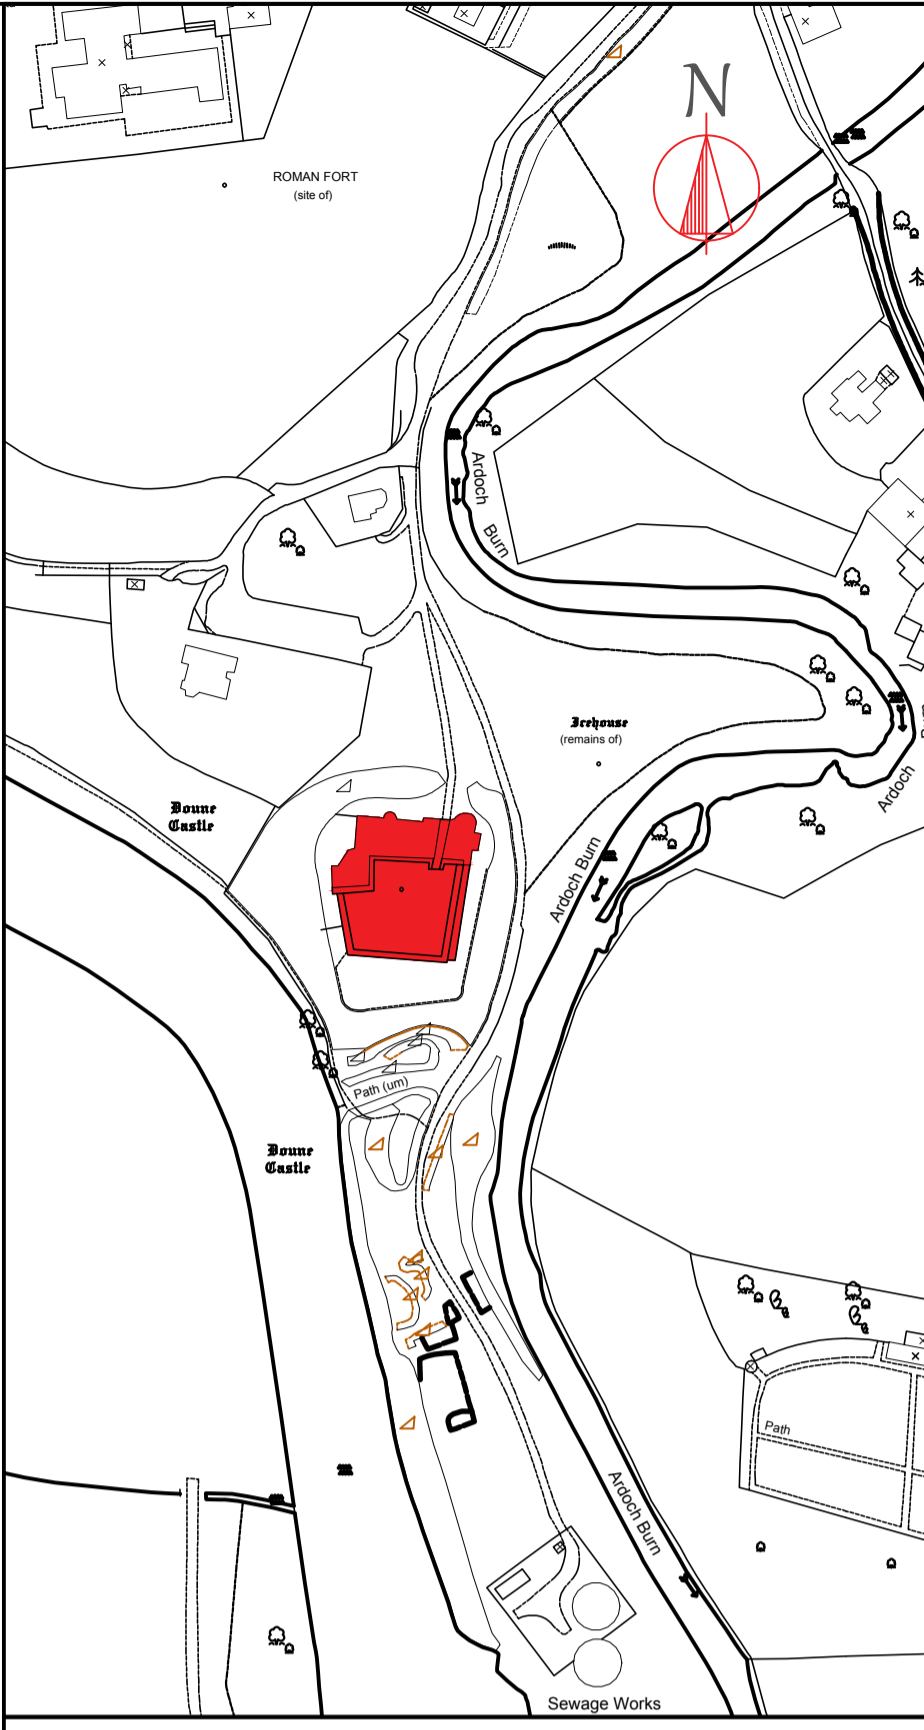 N
ROMAN FORT
(site of)
Ardoch
Burn
Icehouse
(remains of)
Doune
Castle
Ardoch
Ardoch Burn
Path (um)
Doune
Castle
Path
Ardoch Burn
Sewage Works